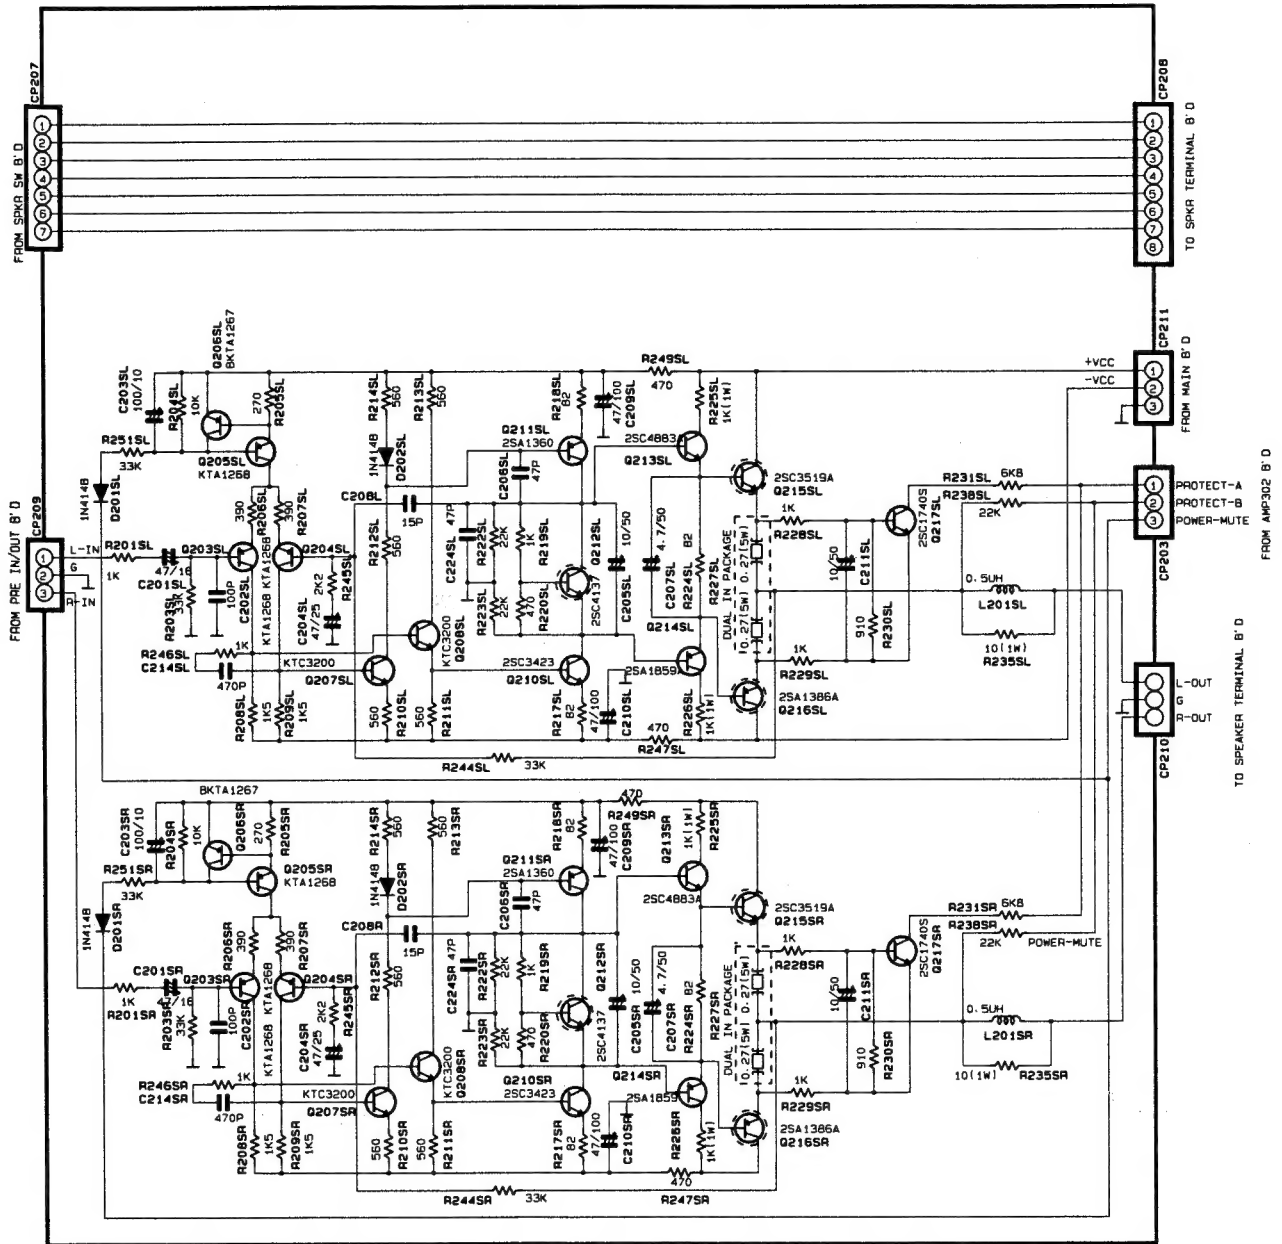 CP207
FROM SPKR SW B'D
1
2
3
4
5
6
7
CP208
TO SPKR TERMINAL B'D
1
2
3
4
5
6
7
8
CP211
FROM MAIN B'D
+VCC
-VCC
1
2
3
CP203
FROM AMP302 B'D
1 PROTECT-A
2 PROTECT-B
3 POWER-MUTE
CP210
TO SPEAKER TERMINAL B'D
L-OUT
G
R-OUT
CP209
FROM PRE IN/OUT B'D
1 L-IN
2 G
3 R-IN
Q206SL
BKTA1267
C203SL
100/10
R204SL
10K
270
R205SL
R251SL
33K
Q205SL
KTA1268
1N4148
D201SL
R201SL
1K
47/16
C201SL
R203SL
33K
Q203SL
100P
C202SL
390
R206SL
390
R207SL
KTA1268
KTA1268
Q204SL
2K2
R245SL
C204SL
47/25
R246SL
1K
C214SL
470P
R208SL
1K5
R209SL
1K5
R214SL
560
R213SL
560
1N4148
D202SL
C208L
15P
R212SL
560
KTC3200
Q207SL
KTC3200
Q208SL
560
R210SL
560
R211SL
R244SL
33K
Q211SL
2SA1360
C206SL
47P
47P
C224SL
R222SL
22K
R219SL
1K
R223SL
22K
R220SL
470
Q212SL
2SC4137
2SC3423
Q210SL
R218SL
82
47/100
C209SL
R217SL
82
47/100
C210SL
R249SL
470
R225SL
1K(1W)
2SC4883A
Q213SL
10/50
C205SL
4.7/50
C207SL
R224SL
82
R227SL
Q214SL
2SA1859A
R226SL
1K(1W)
470
R247SL
2SC3519A
Q215SL
DUAL IN PACKAGE
0.27(5W)
0.27(5W)
2SA1386A
Q216SL
1K
R228SL
1K
R229SL
10/50
C211SL
910
R230SL
2SC1740S
Q217SL
R231SL
6K8
R238SL
22K
0.5UH
L201SL
10(1W)
R235SL
BKTA1267
Q206SR
C203SR
100/10
R204SR
10K
270
R205SR
R251SR
33K
Q205SR
KTA1268
1N4148
D201SR
1K
R201SR
C201SR
47/16
R203SR
33K
Q203SR
100P
C202SR
R206SR
390
R207SR
390
KTA1268
KTA1268
Q204SR
2K2
R245SR
C204SR
47/25
R246SR
1K
C214SR
470P
R208SR
1K5
R209SR
1K5
R214SR
560
R213SR
560
1N4148
D202SR
C208R
15P
R212SR
560
KTC3200
Q207SR
KTC3200
Q208SR
560
R210SR
560
R211SR
R244SR
33K
Q211SR
2SA1360
C206SR
47P
47P
C224SR
R222SR
22K
R219SR
1K
R223SR
22K
R220SR
470
Q212SR
2SC4137
Q210SR
2SC3423
R218SR
82
47/100
C209SR
R217SR
82
47/100
C210SR
470
R249SR
R225SR
1K(1W)
Q213SR
2SC4883A
10/50
C205SR
4.7/50
C207SR
R224SR
82
R227SR
Q214SR
2SA1859
R226SR
1K(1W)
470
R247SR
2SC3519A
Q215SR
DUAL IN PACKAGE
0.27(5W)
0.27(5W)
2SA1386A
Q216SR
1K
R228SR
1K
R229SR
10/50
C211SR
910
R230SR
2SC1740S
Q217SR
R231SR
6K8
R238SR
22K
POWER-MUTE
0.5UH
L201SR
10(1W)
R235SR